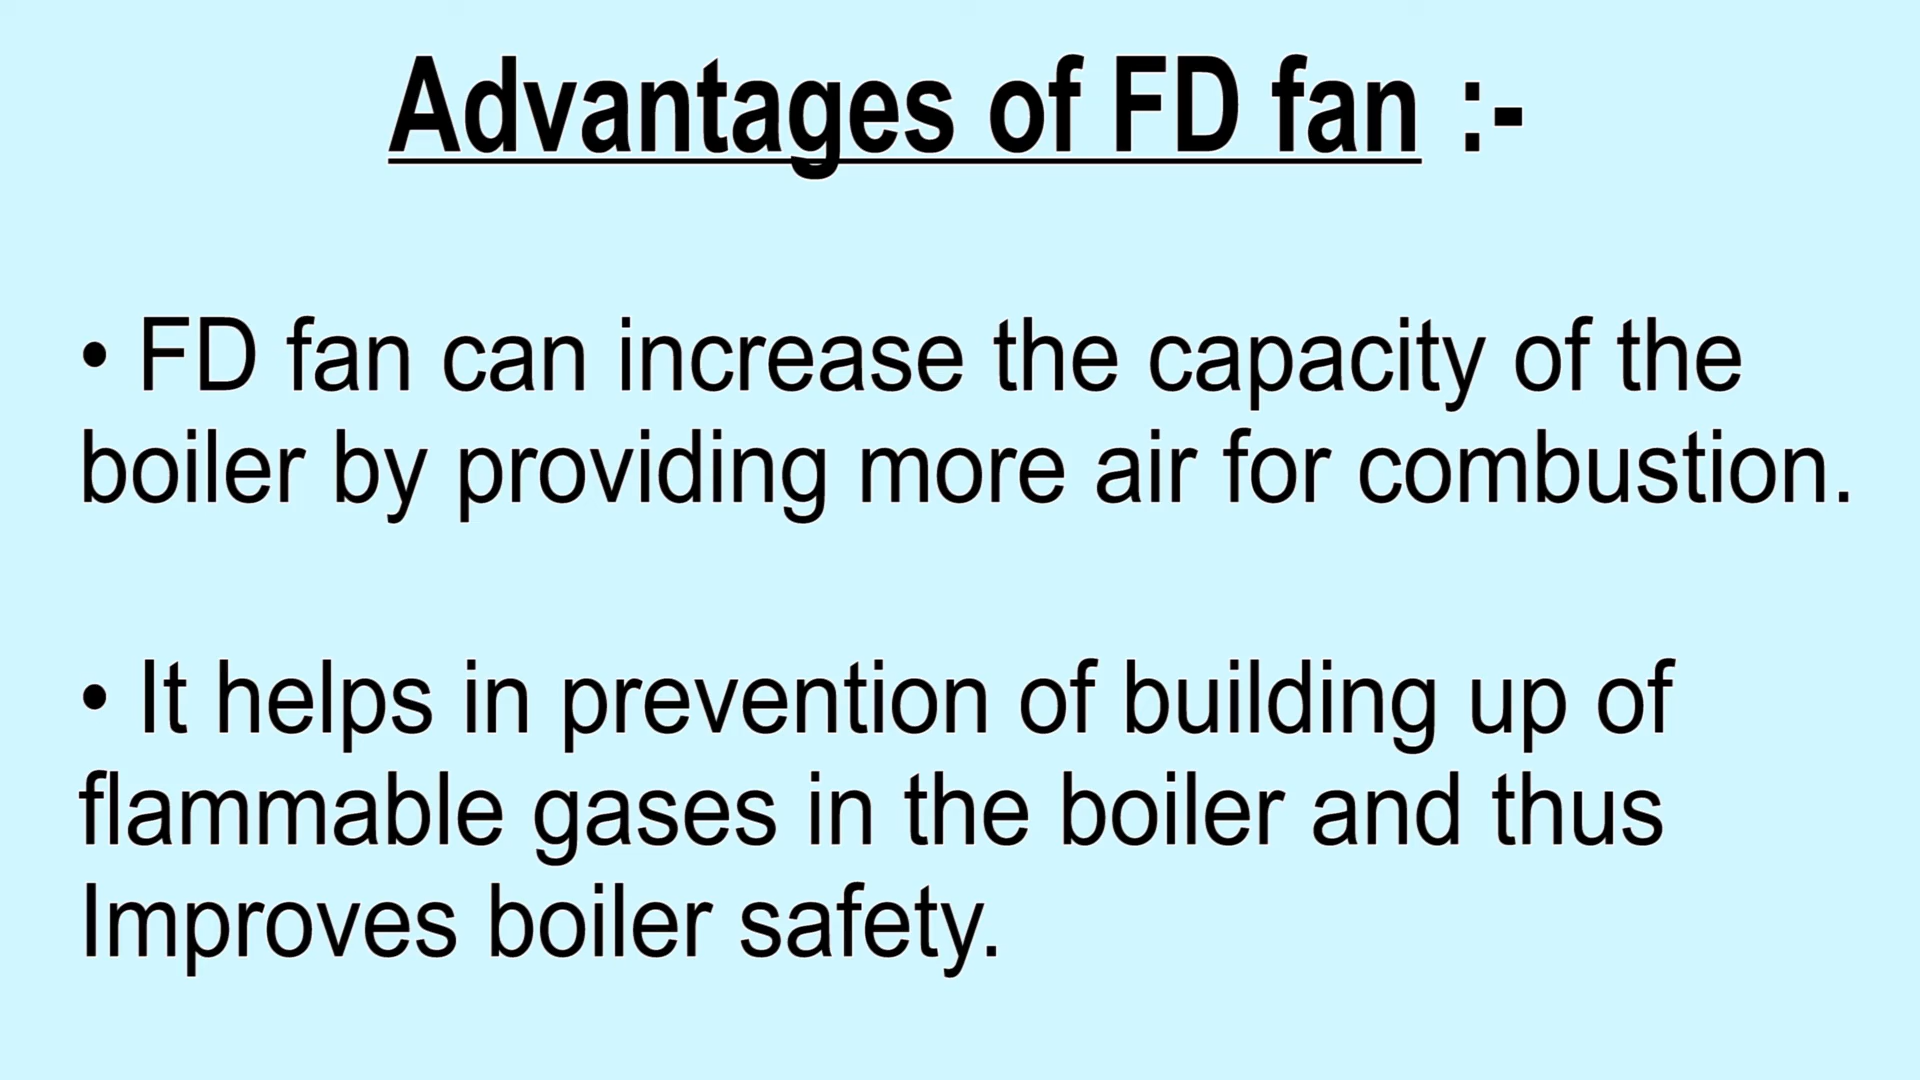 Advantages of FD fan :-
• FD fan can increase the capacity of the
boiler by providing more air for combustion.
• It helps in prevention of building up of
flammable gases in the boiler and thus
Improves boiler safety.